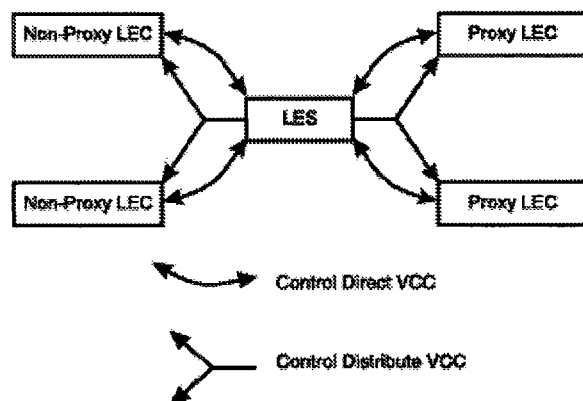 Non-Proxy LEC
Proxy LEC
LES
Non-Proxy LEC
Proxy LEC
Control Direct VCC
Control Distribute VCC